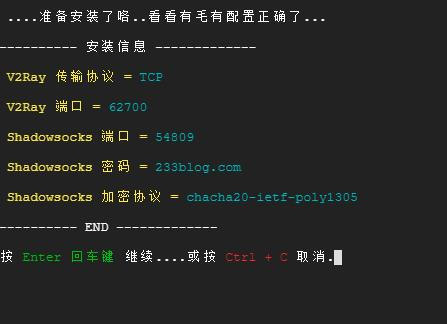 ....准备安装了咯..看看有毛有配置正确了...
---------- 安装信息 -------------
V2Ray 传输协议 = TCP
V2Ray 端口 = 62700
Shadowsocks 端口 = 54809
Shadowsocks 密码 = 233blog.com
Shadowsocks 加密协议 = chacha20-ietf-poly1305
---------- END -------------
按 Enter 回车键 继续....或按 Ctrl + C 取消.